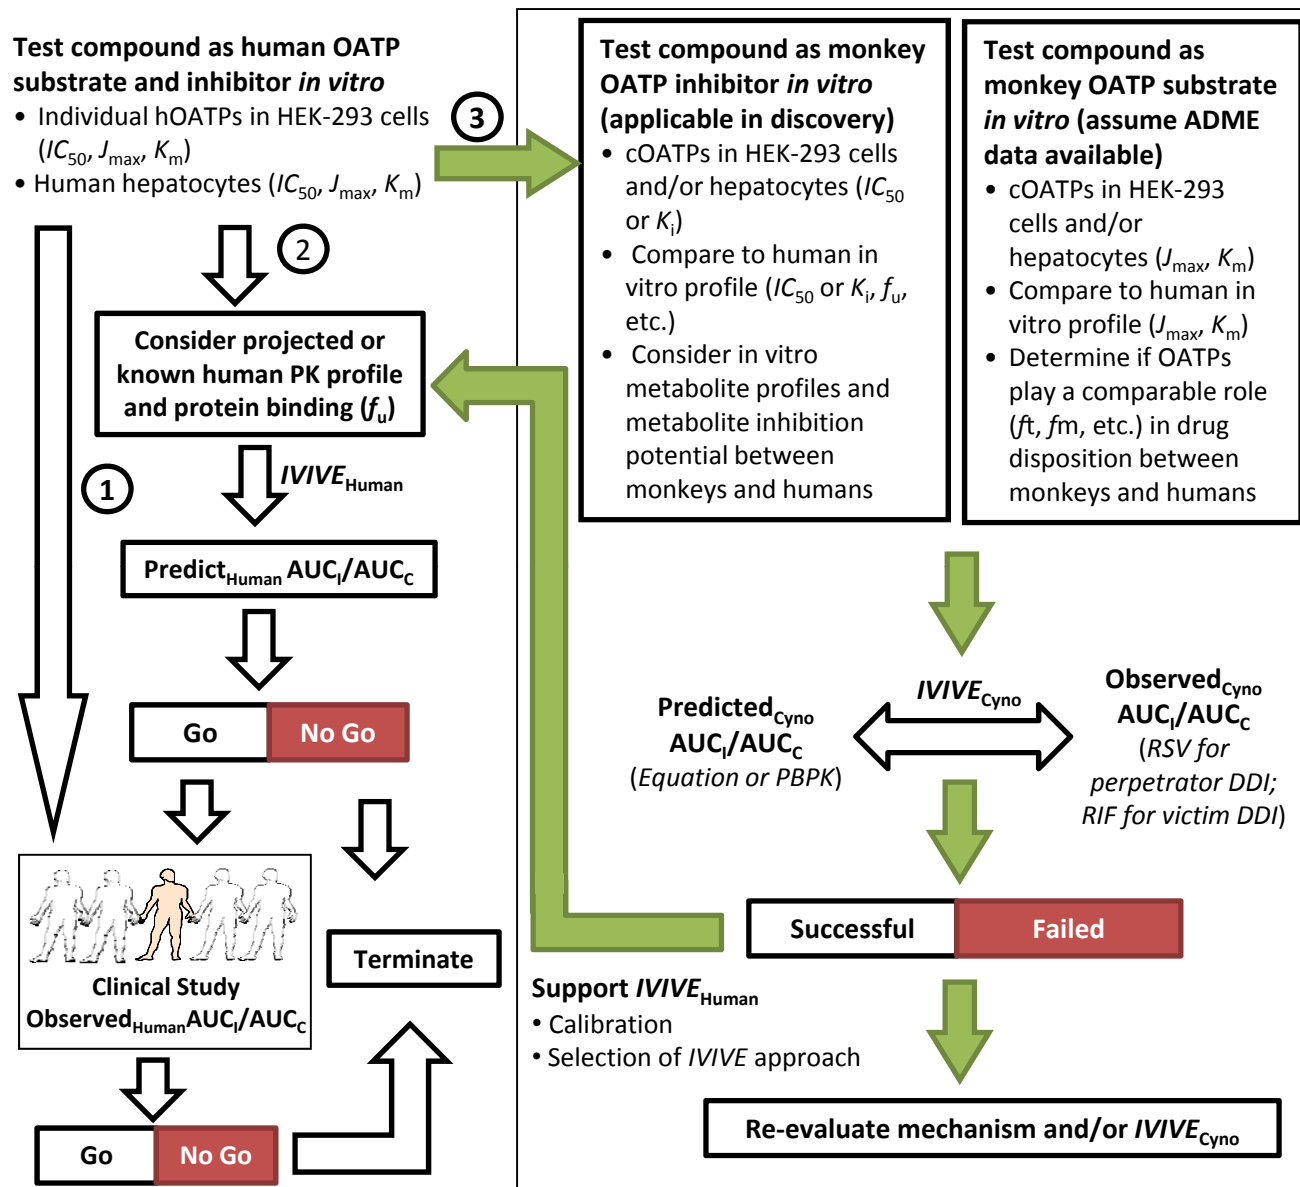 Test compound as human OATP
substrate and inhibitor in vitro
• Individual hOATPs in HEK-293 cells
(IC50, Jmax, Km)
• Human hepatocytes (IC50, Jmax, Km)
1
2
3
Consider projected or
known human PK profile
and protein binding (fu)
IVIVEHuman
PredictHuman AUCI/AUCC
Go
No Go
Clinical Study
ObservedHumanAUCI/AUCC
Terminate
Go
No Go
Test compound as monkey
OATP inhibitor in vitro
(applicable in discovery)
• cOATPs in HEK-293 cells
and/or hepatocytes (IC50
or Ki)
• Compare to human in
vitro profile (IC50 or Ki, fu,
etc.)
• Consider in vitro
metabolite profiles and
metabolite inhibition
potential between
monkeys and humans
Test compound as
monkey OATP substrate
in vitro (assume ADME
data available)
• cOATPs in HEK-293
cells and/or
hepatocytes (Jmax, Km)
• Compare to human in
vitro profile (Jmax, Km)
• Determine if OATPs
play a comparable role
(ft, fm, etc.) in drug
disposition between
monkeys and humans
PredictedCyno
AUCI/AUCC
(Equation or PBPK)
IVIVECyno
ObservedCyno
AUCI/AUCC
(RSV for
perpetrator DDI;
RIF for victim DDI)
Successful
Failed
Support IVIVEHuman
• Calibration
• Selection of IVIVE approach
Re-evaluate mechanism and/or IVIVECyno